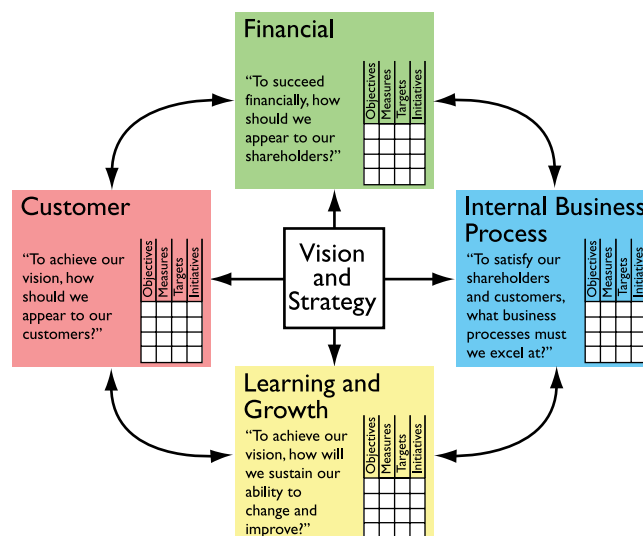 Financial
“To succeed
financially, how
should we
appear to our
shareholders?”
Objectives
Measures
Targets
Initiatives
Customer
“To achieve our
vision, how
should we
appear to our
customers?”
Objectives
Measures
Targets
Initiatives
Vision
and
Strategy
Internal Business
Process
“To satisfy our
shareholders
and customers,
what business
processes must
we excel at?”
Objectives
Measures
Targets
Initiatives
Learning and
Growth
“To achieve our
vision, how will
we sustain our
ability to
change and
improve?”
Objectives
Measures
Targets
Initiatives